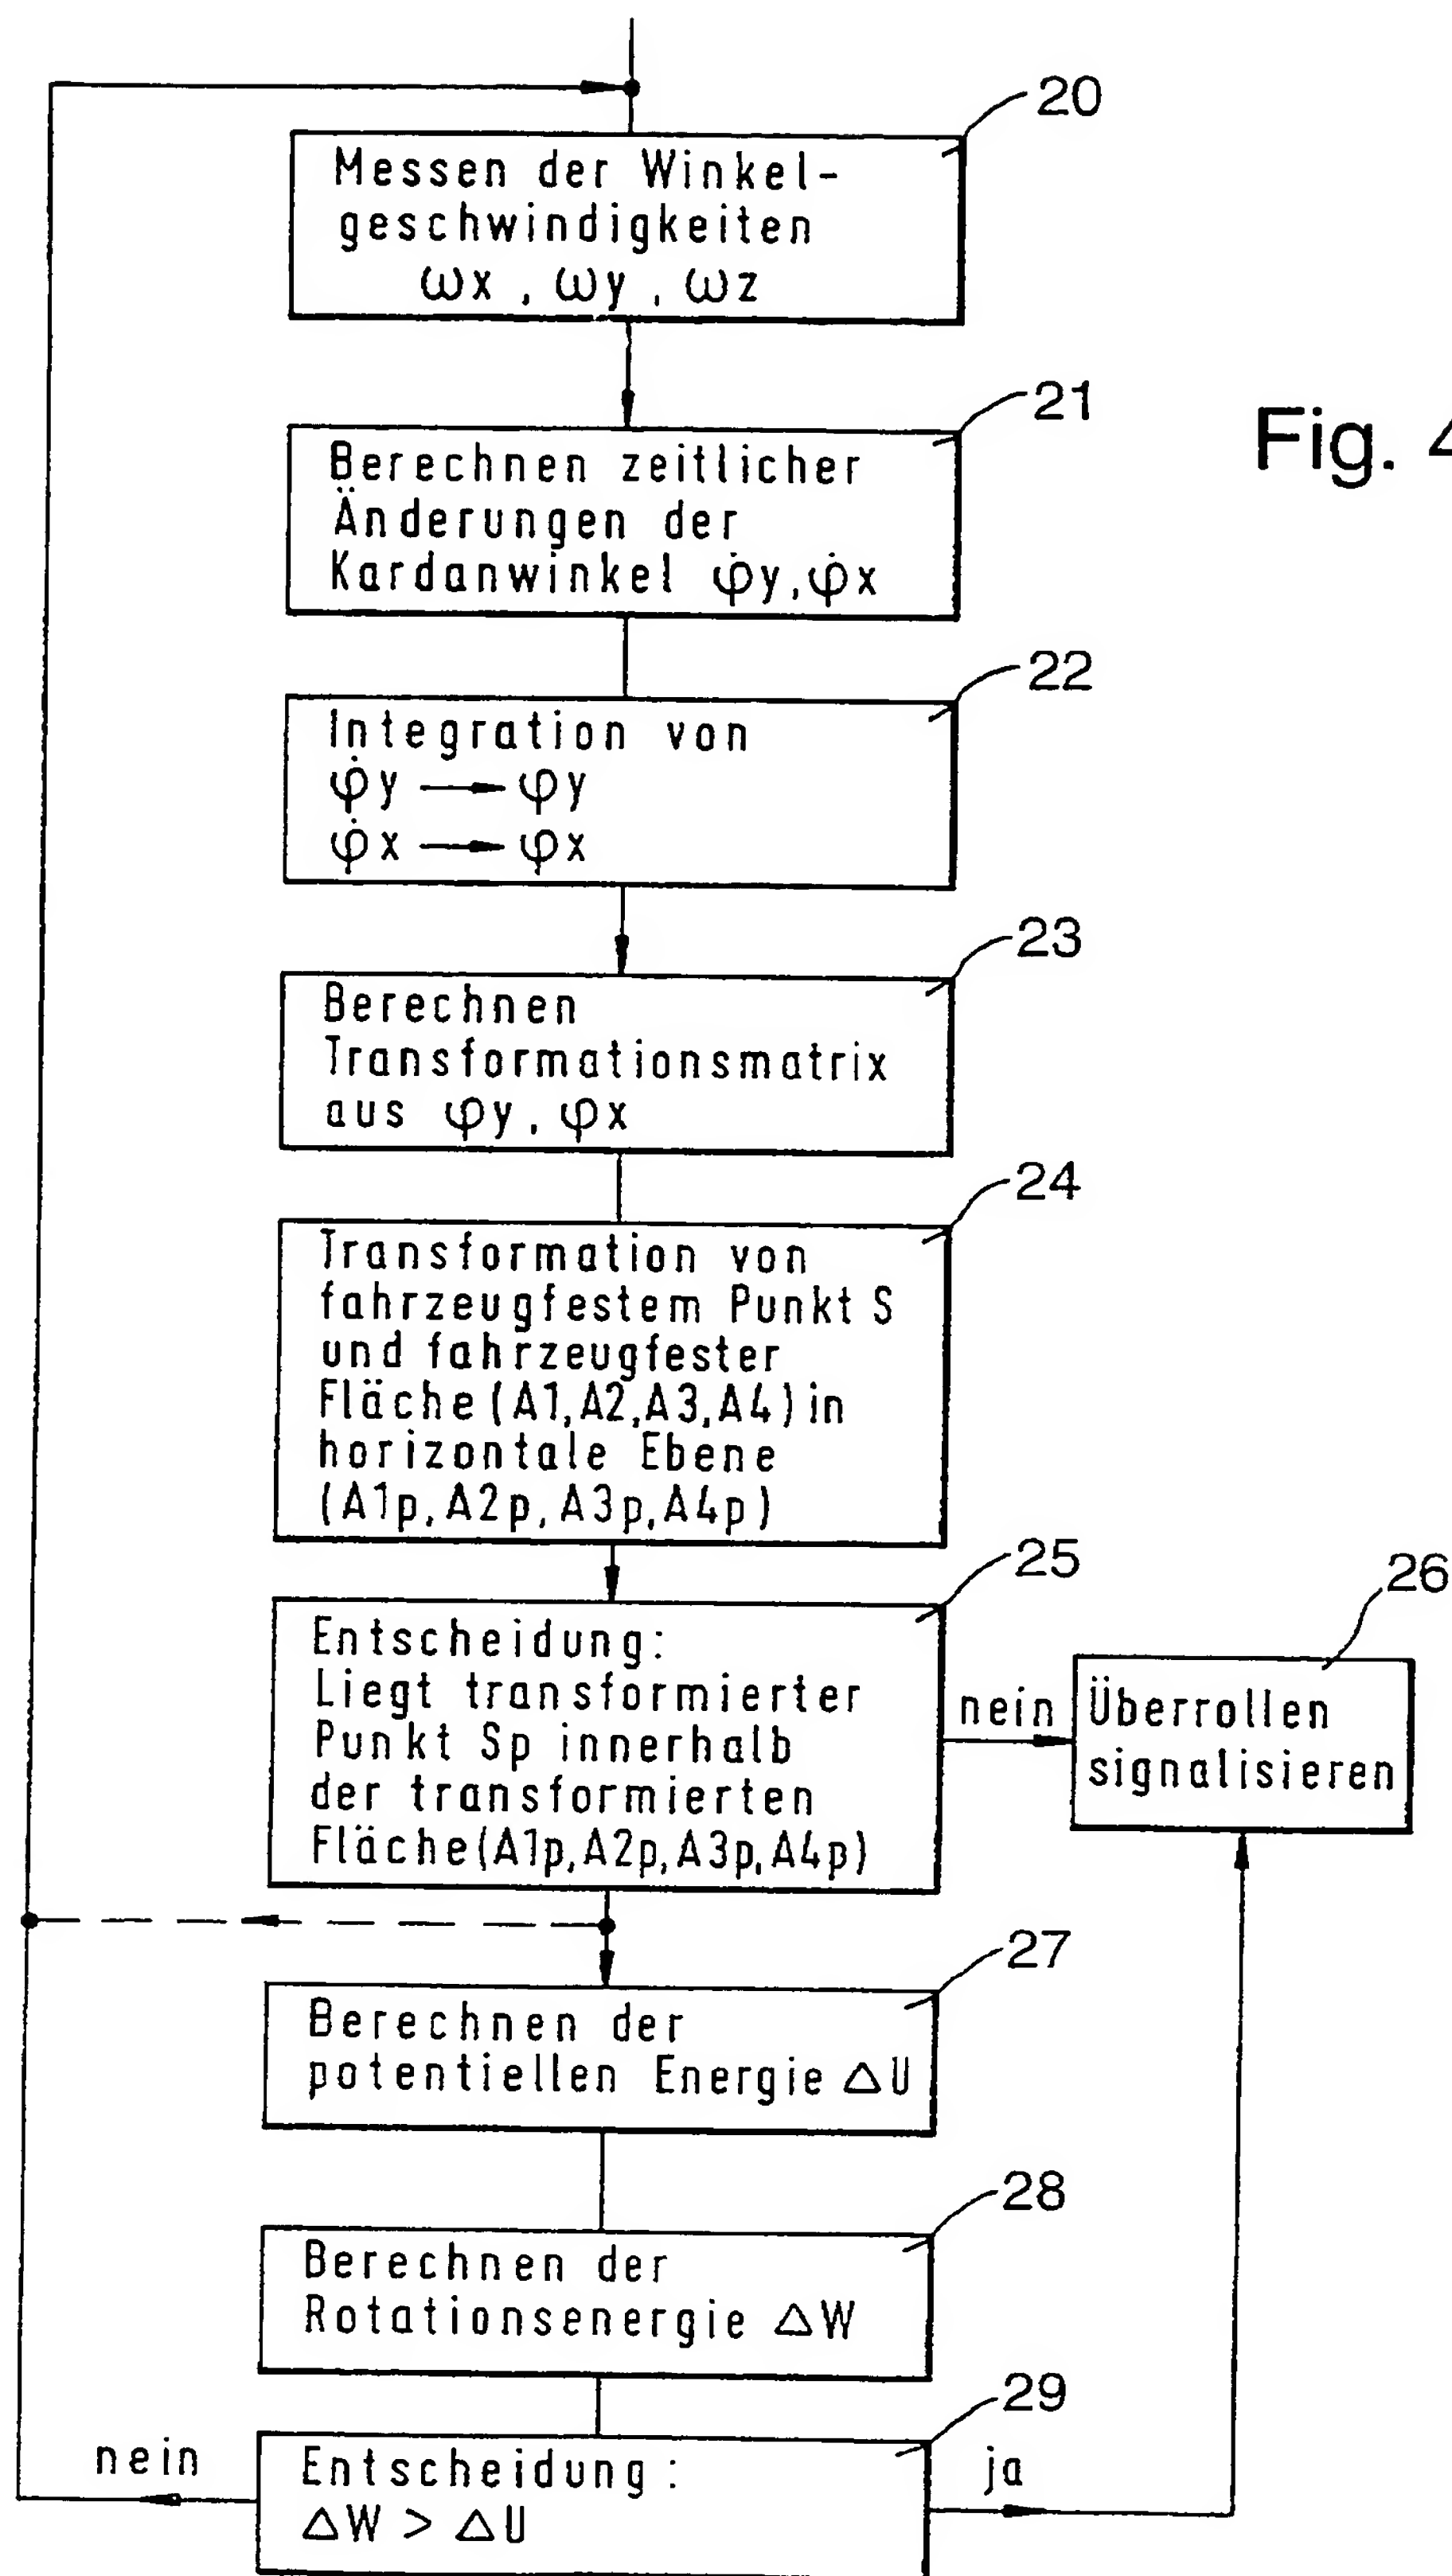 20
Messen der Winkel-
geschwindigkeiten
ωx, ωy, ωz
21
Berechnen zeitlicher
Änderungen der
Kardanwinkel φ̇y, φ̇x
Fig. 4
22
Integration von
φ̇y → φy
φ̇x → φx
23
Berechnen
Transformationsmatrix
aus φy, φx
24
Transformation von
fahrzeugfestem Punkt S
und fahrzeugfester
Fläche (A1, A2, A3, A4) in
horizontale Ebene
(A1p, A2p, A3p, A4p)
25
Entscheidung:
Liegt transformierter
Punkt Sp innerhalb
der transformierten
Fläche (A1p, A2p, A3p, A4p)
nein
26
Überrollen
signalisieren
27
Berechnen der
potentiellen Energie ΔU
28
Berechnen der
Rotationsenergie ΔW
29
nein
Entscheidung:
ΔW > ΔU
ja